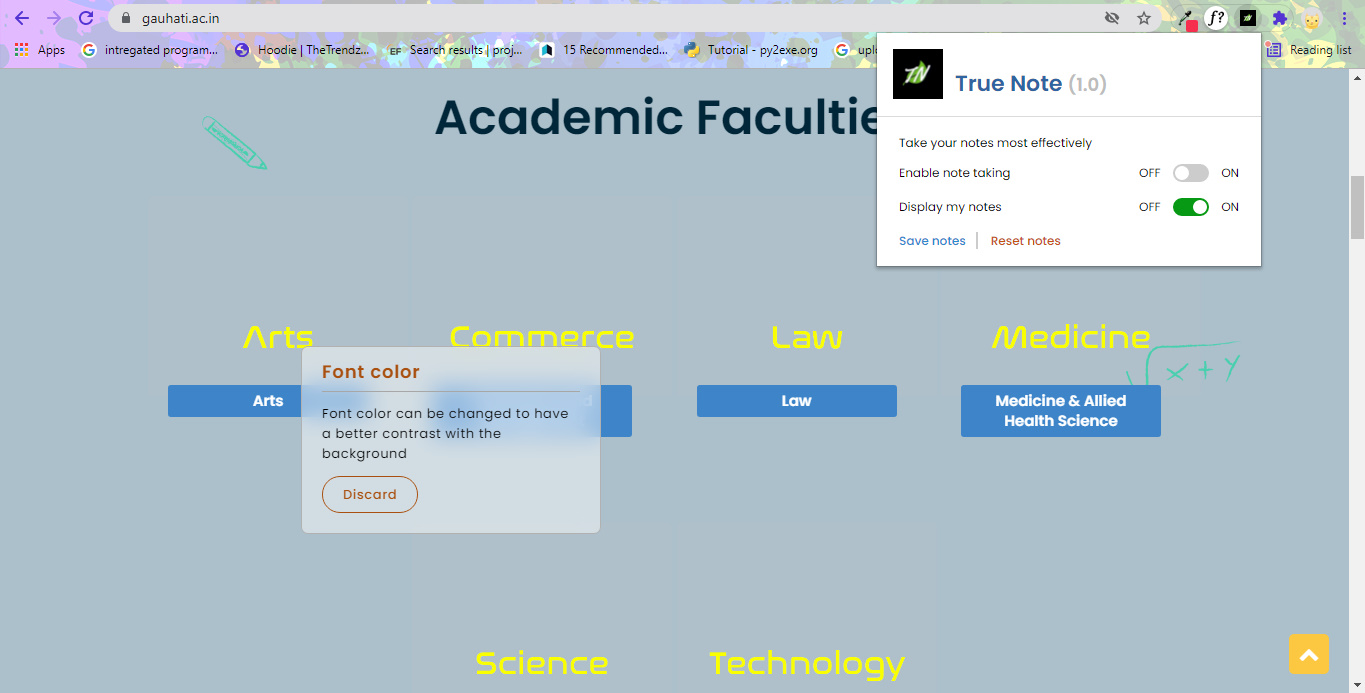 gauhati.ac.in
f?
Apps
intregated program...
Hoodie | TheTrendz...
EF
Search results | proj...
15 Recommended...
Tutorial - py2exe.org
Reading list
TN
True Note (1.0)
Take your notes most effectively
Enable note taking
OFF
ON
Display my notes
OFF
ON
Save notes
Reset notes
Academic Facultie
Arts
Commerce
Law
Medicine
x + y
Arts
Law
Medicine & Allied
Health Science
Font color
Font color can be changed to have
a better contrast with the
background
Discard
Science
Technology